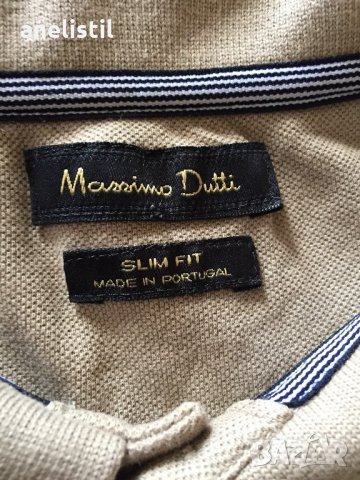 anelistil
Massimo Dutti
SLIM FIT
MADE IN PORTUGAL
BAZAR